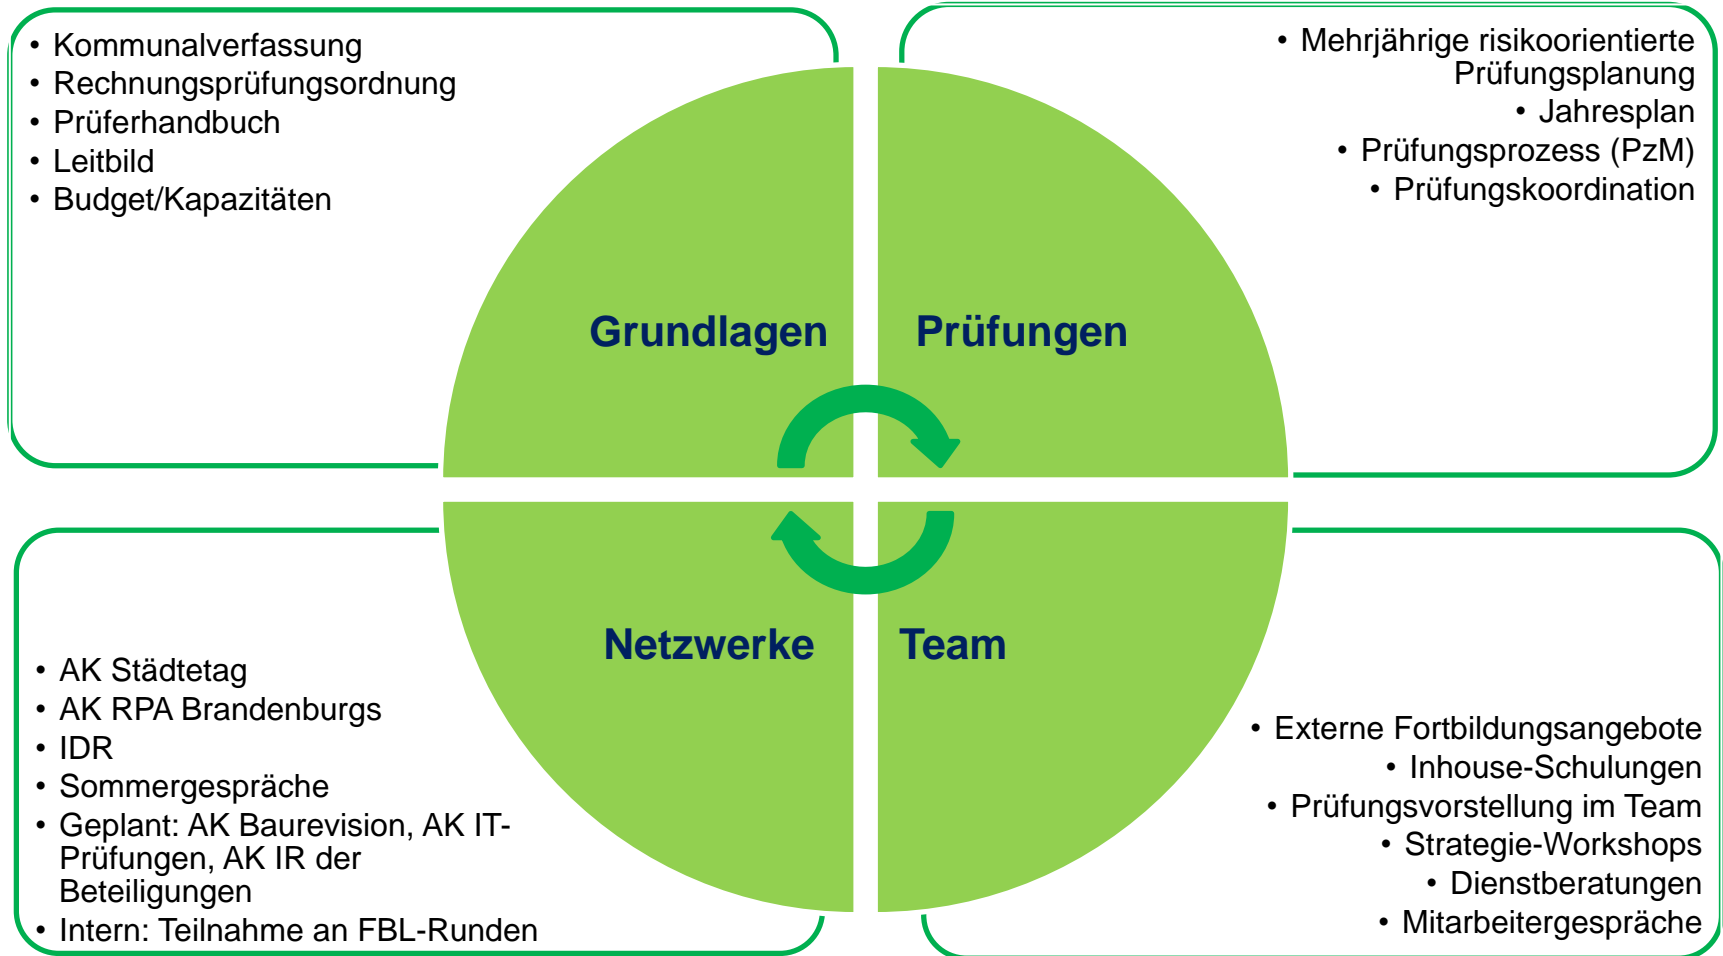 • Kommunalverfassung
• Rechnungsprüfungsordnung
• Prüferhandbuch
• Leitbild
• Budget/Kapazitäten
• Mehrjährige risikoorientierte
Prüfungsplanung
• Jahresplan
• Prüfungsprozess (PzM)
• Prüfungskoordination
Grundlagen
Prüfungen
Netzwerke
Team
• AK Städtetag
• AK RPA Brandenburgs
• IDR
• Sommergespräche
• Geplant: AK Baurevision, AK IT-
Prüfungen, AK IR der
Beteiligungen
• Intern: Teilnahme an FBL-Runden
• Externe Fortbildungsangebote
• Inhouse-Schulungen
• Prüfungsvorstellung im Team
• Strategie-Workshops
• Dienstberatungen
• Mitarbeitergespräche